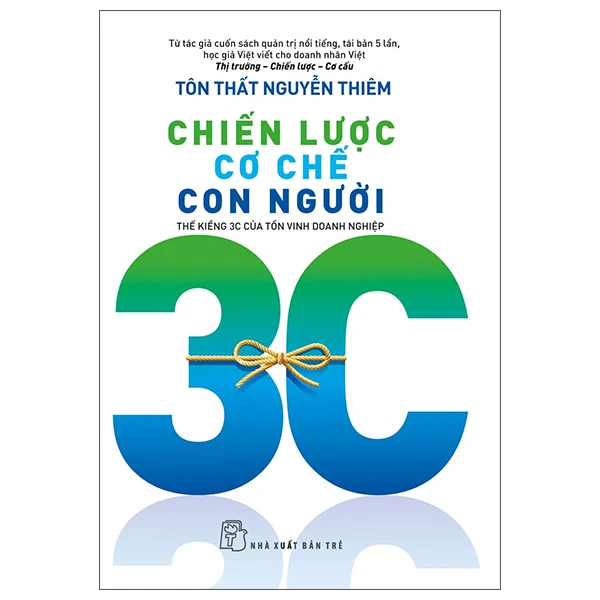 Từ tác giả cuốn sách quản trị nổi tiếng, tái bản 5 lần,
học giả Việt viết cho doanh nhân Việt
Thị trường – Chiến lược – Cơ cấu
TÔN THẤT NGUYỄN THIÊM
CHIẾN LƯỢC
CƠ CHẾ
CON NGƯỜI
THẾ KIỀNG 3C CỦA TỒN VINH DOANH NGHIỆP
3C
NHÀ XUẤT BẢN TRẺ